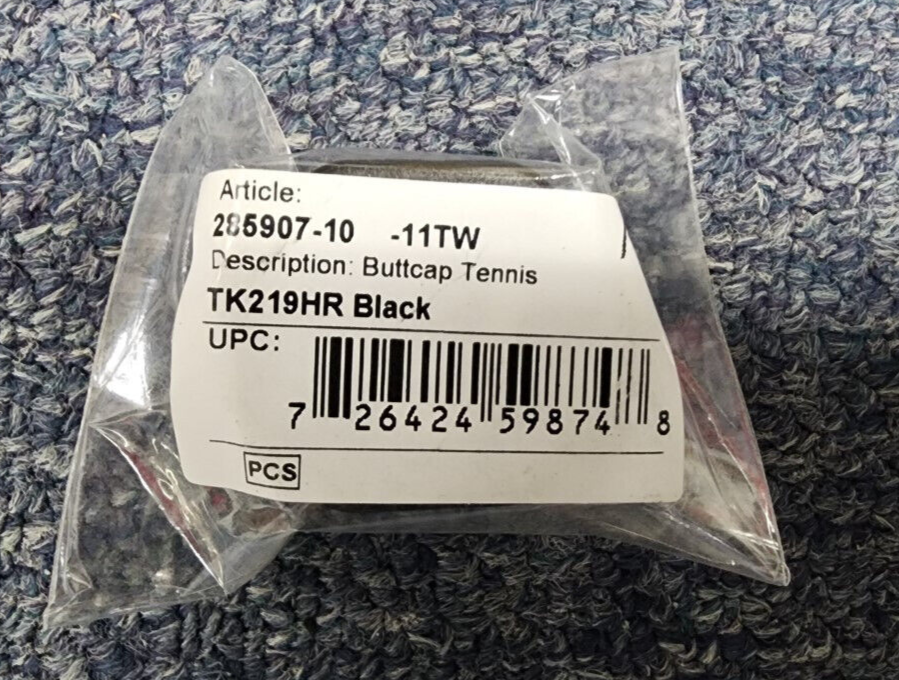 Article:
285907-10 -11TW
Description: Buttcap Tennis
TK219HR Black
UPC:
7 26424 59874 8
PCS